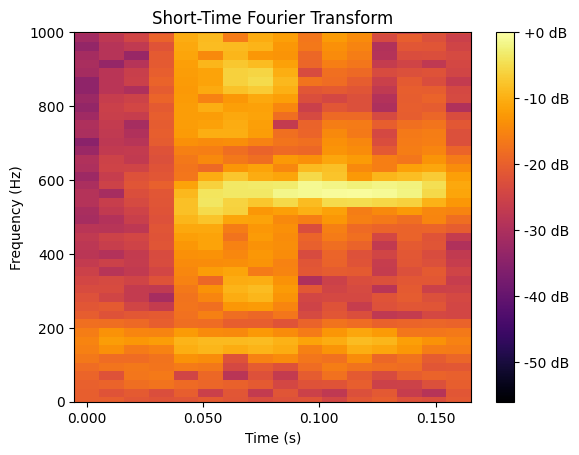 Short-Time Fourier Transform
1000
800
600
400
200
0
Frequency (Hz)
0.000
0.050
0.100
0.150
Time (s)
+0 dB
-10 dB
-20 dB
-30 dB
-40 dB
-50 dB